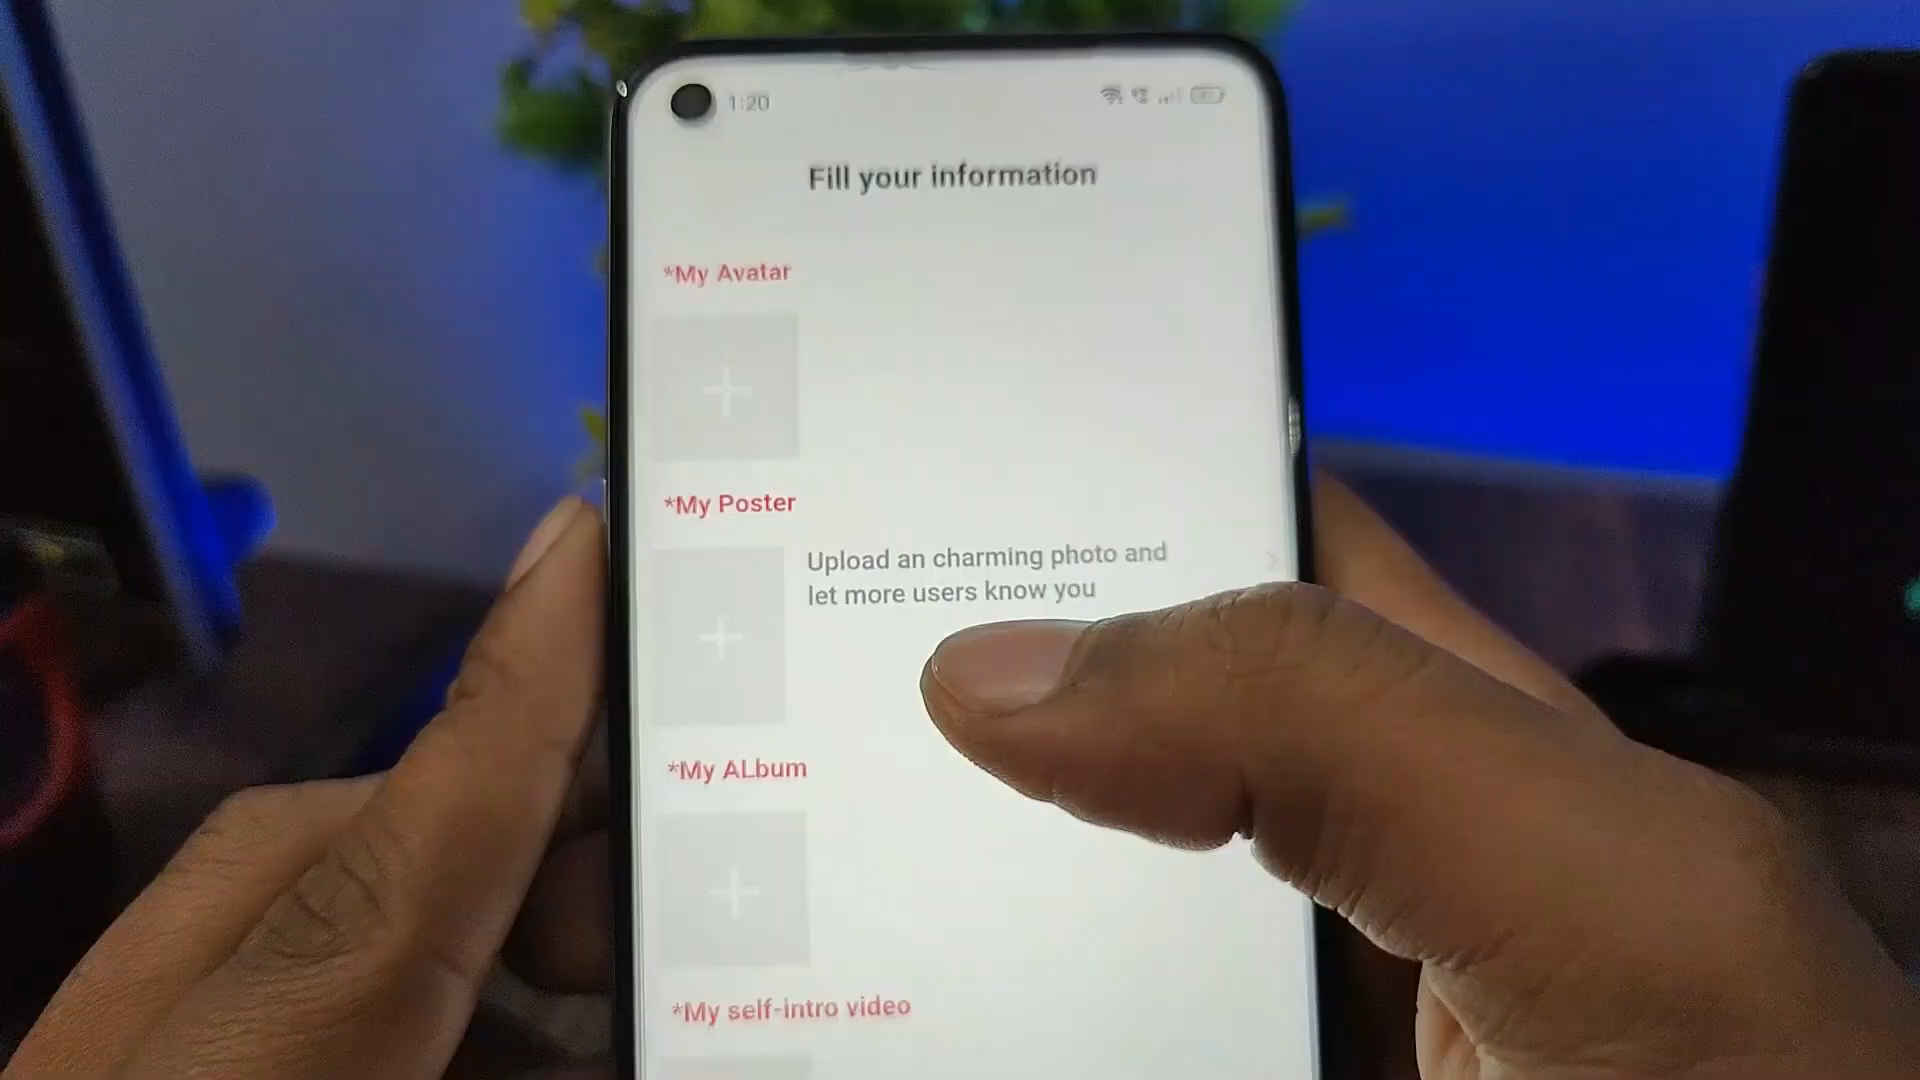 1:20
Fill your information
*My Avatar
*My Poster
Upload an charming photo and
let more users know you
*My ALbum
*My self-intro video